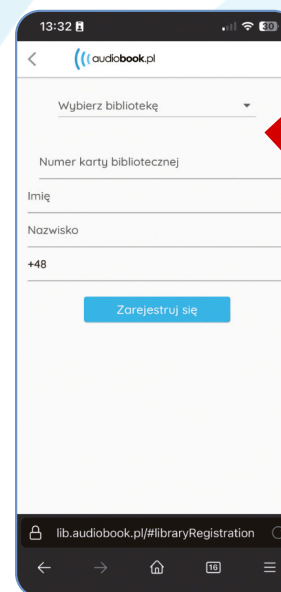 13:32
30
audiobook.pl
Wybierz bibliotekę
Numer karty bibliotecznej
Imię
Nazwisko
+48
Zarejestruj się
lib.audiobook.pl/#libraryRegistration
16